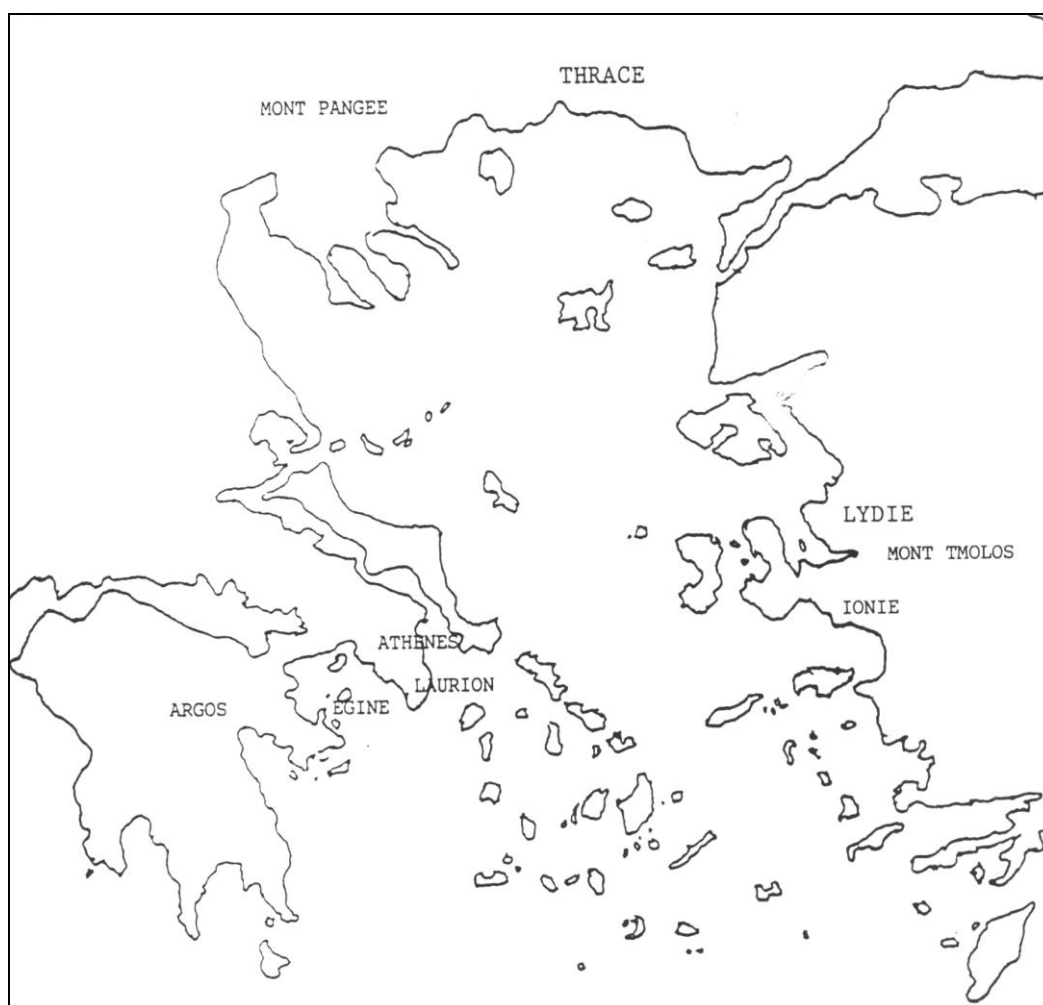 THRACE
MONT PANGEE
LYDIE
MONT TMOLOS
IONIE
ATHENES
LAURION
ARGOS
EGINE